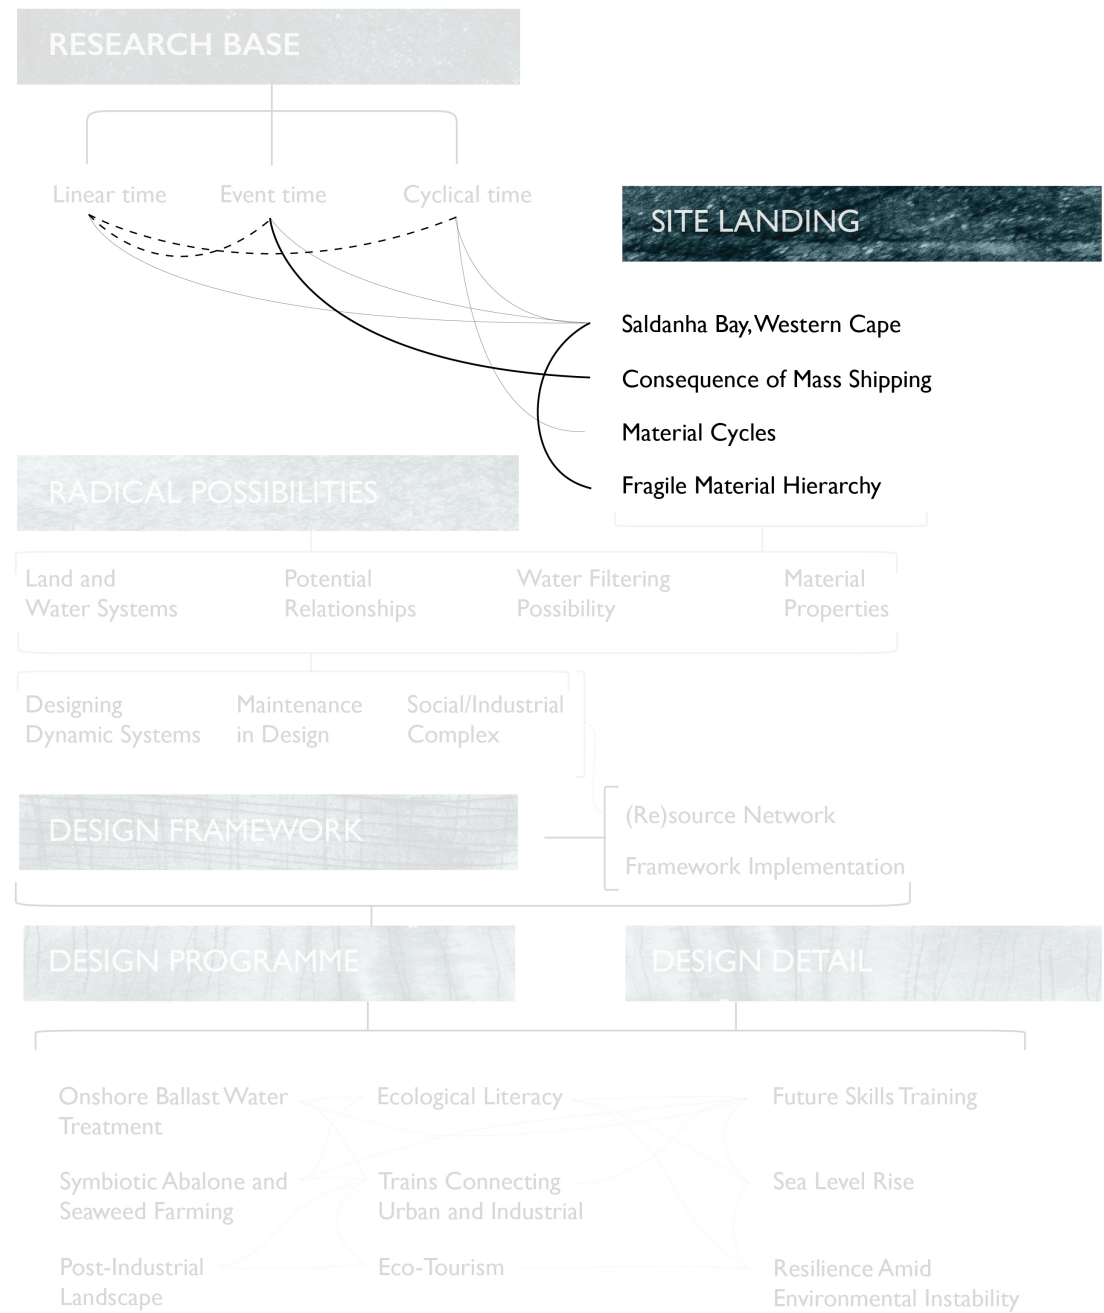 RESEARCH BASE
Linear time
Event time
Cyclical time
SITE LANDING
Saldanha Bay, Western Cape
Consequence of Mass Shipping
Material Cycles
Fragile Material Hierarchy
RADICAL POSSIBILITIES
Land and
Water Systems
Potential
Relationships
Water Filtering
Possibility
Material
Properties
Designing
Dynamic Systems
Maintenance
in Design
Social/Industrial
Complex
DESIGN FRAMEWORK
(Re)source Network
Framework Implementation
DESIGN PROGRAMME
DESIGN DETAIL
Onshore Ballast Water
Treatment
Ecological Literacy
Future Skills Training
Symbiotic Abalone and
Seaweed Farming
Trains Connecting
Urban and Industrial
Sea Level Rise
Post-Industrial
Landscape
Eco-Tourism
Resilience Amid
Environmental Instability